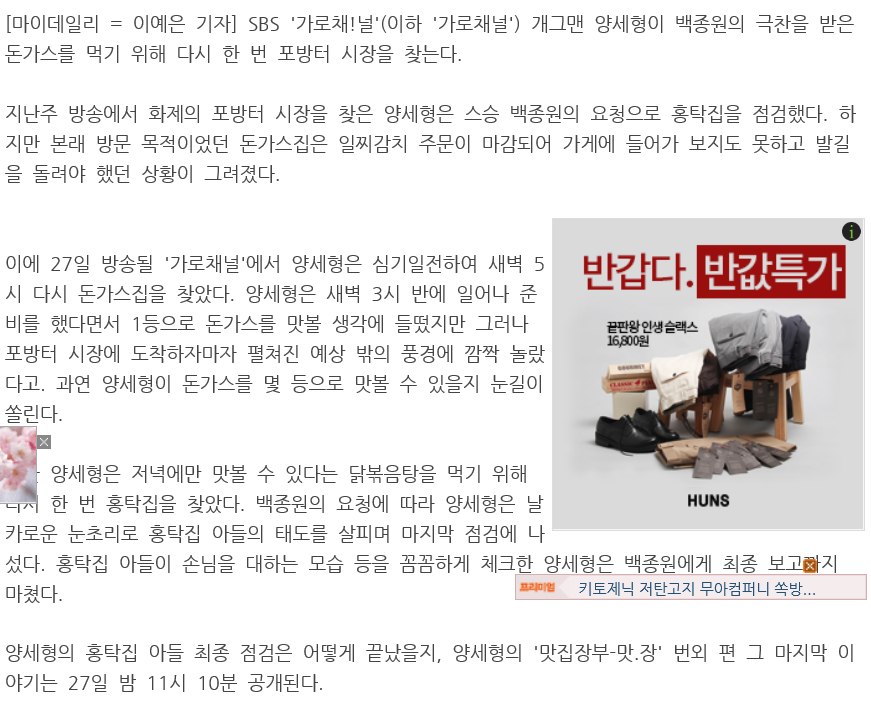 [마이데일리 = 이예은 기자] SBS '가로채!널'(이하 '가로채널') 개그맨 양세형이 백종원의 극찬을 받은
돈가스를 먹기 위해 다시 한 번 포방터 시장을 찾는다.
지난주 방송에서 화제의 포방터 시장을 찾은 양세형은 스승 백종원의 요청으로 홍탁집을 점검했다. 하
지만 본래 방문 목적이었던 돈가스집은 일찌감치 주문이 마감되어 가게에 들어가 보지도 못하고 발길
을 돌려야 했던 상황이 그려졌다.
이에 27일 방송될 '가로채널'에서 양세형은 심기일전하여 새벽 5
시 다시 돈가스집을 찾았다. 양세형은 새벽 3시 반에 일어나 준
비를 했다면서 1등으로 돈가스를 맛볼 생각에 들떴지만 그러나
포방터 시장에 도착하자마자 펼쳐진 예상 밖의 풍경에 깜짝 놀랐
다고. 과연 양세형이 돈가스를 몇 등으로 맛볼 수 있을지 눈길이
쏠린다.
양세형은 저녁에만 맛볼 수 있다는 닭볶음탕을 먹기 위해
한 번 홍탁집을 찾았다. 백종원의 요청에 따라 양세형은 날
카로운 눈초리로 홍탁집 아들의 태도를 살피며 마지막 점검에 나
섰다. 홍탁집 아들이 손님을 대하는 모습 등을 꼼꼼하게 체크한 양세형은 백종원에게 최종 보고까지
마쳤다.
양세형의 홍탁집 아들 최종 점검은 어떻게 끝났을지, 양세형의 '맛집장부-맛.장' 번외 편 그 마지막 이
야기는 27일 밤 11시 10분 공개된다.
반갑다. 반값특가
끝판왕 인생 슬랙스
16,800원
HUNS
프리미엄 키토제닉 저탄고지 무아컴퍼니 쏙방...